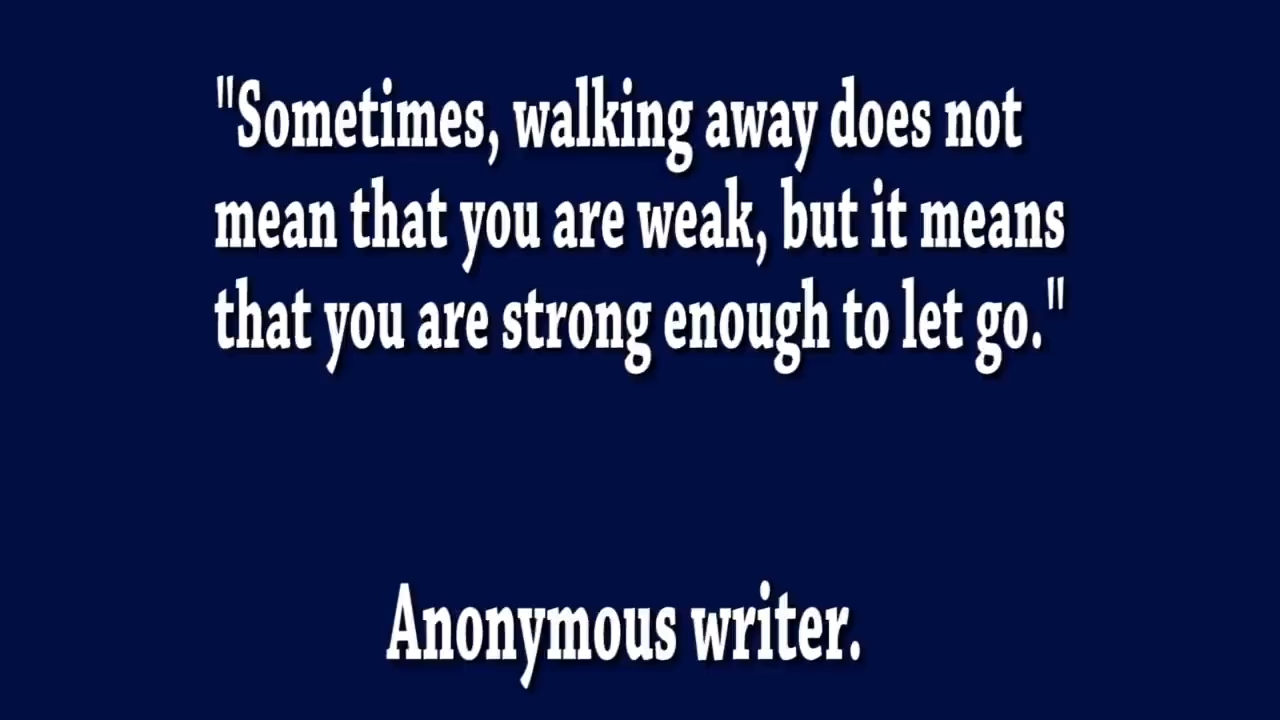 "Sometimes, walking away does not
mean that you are weak, but it means
that you are strong enough to let go."
Anonymous writer.